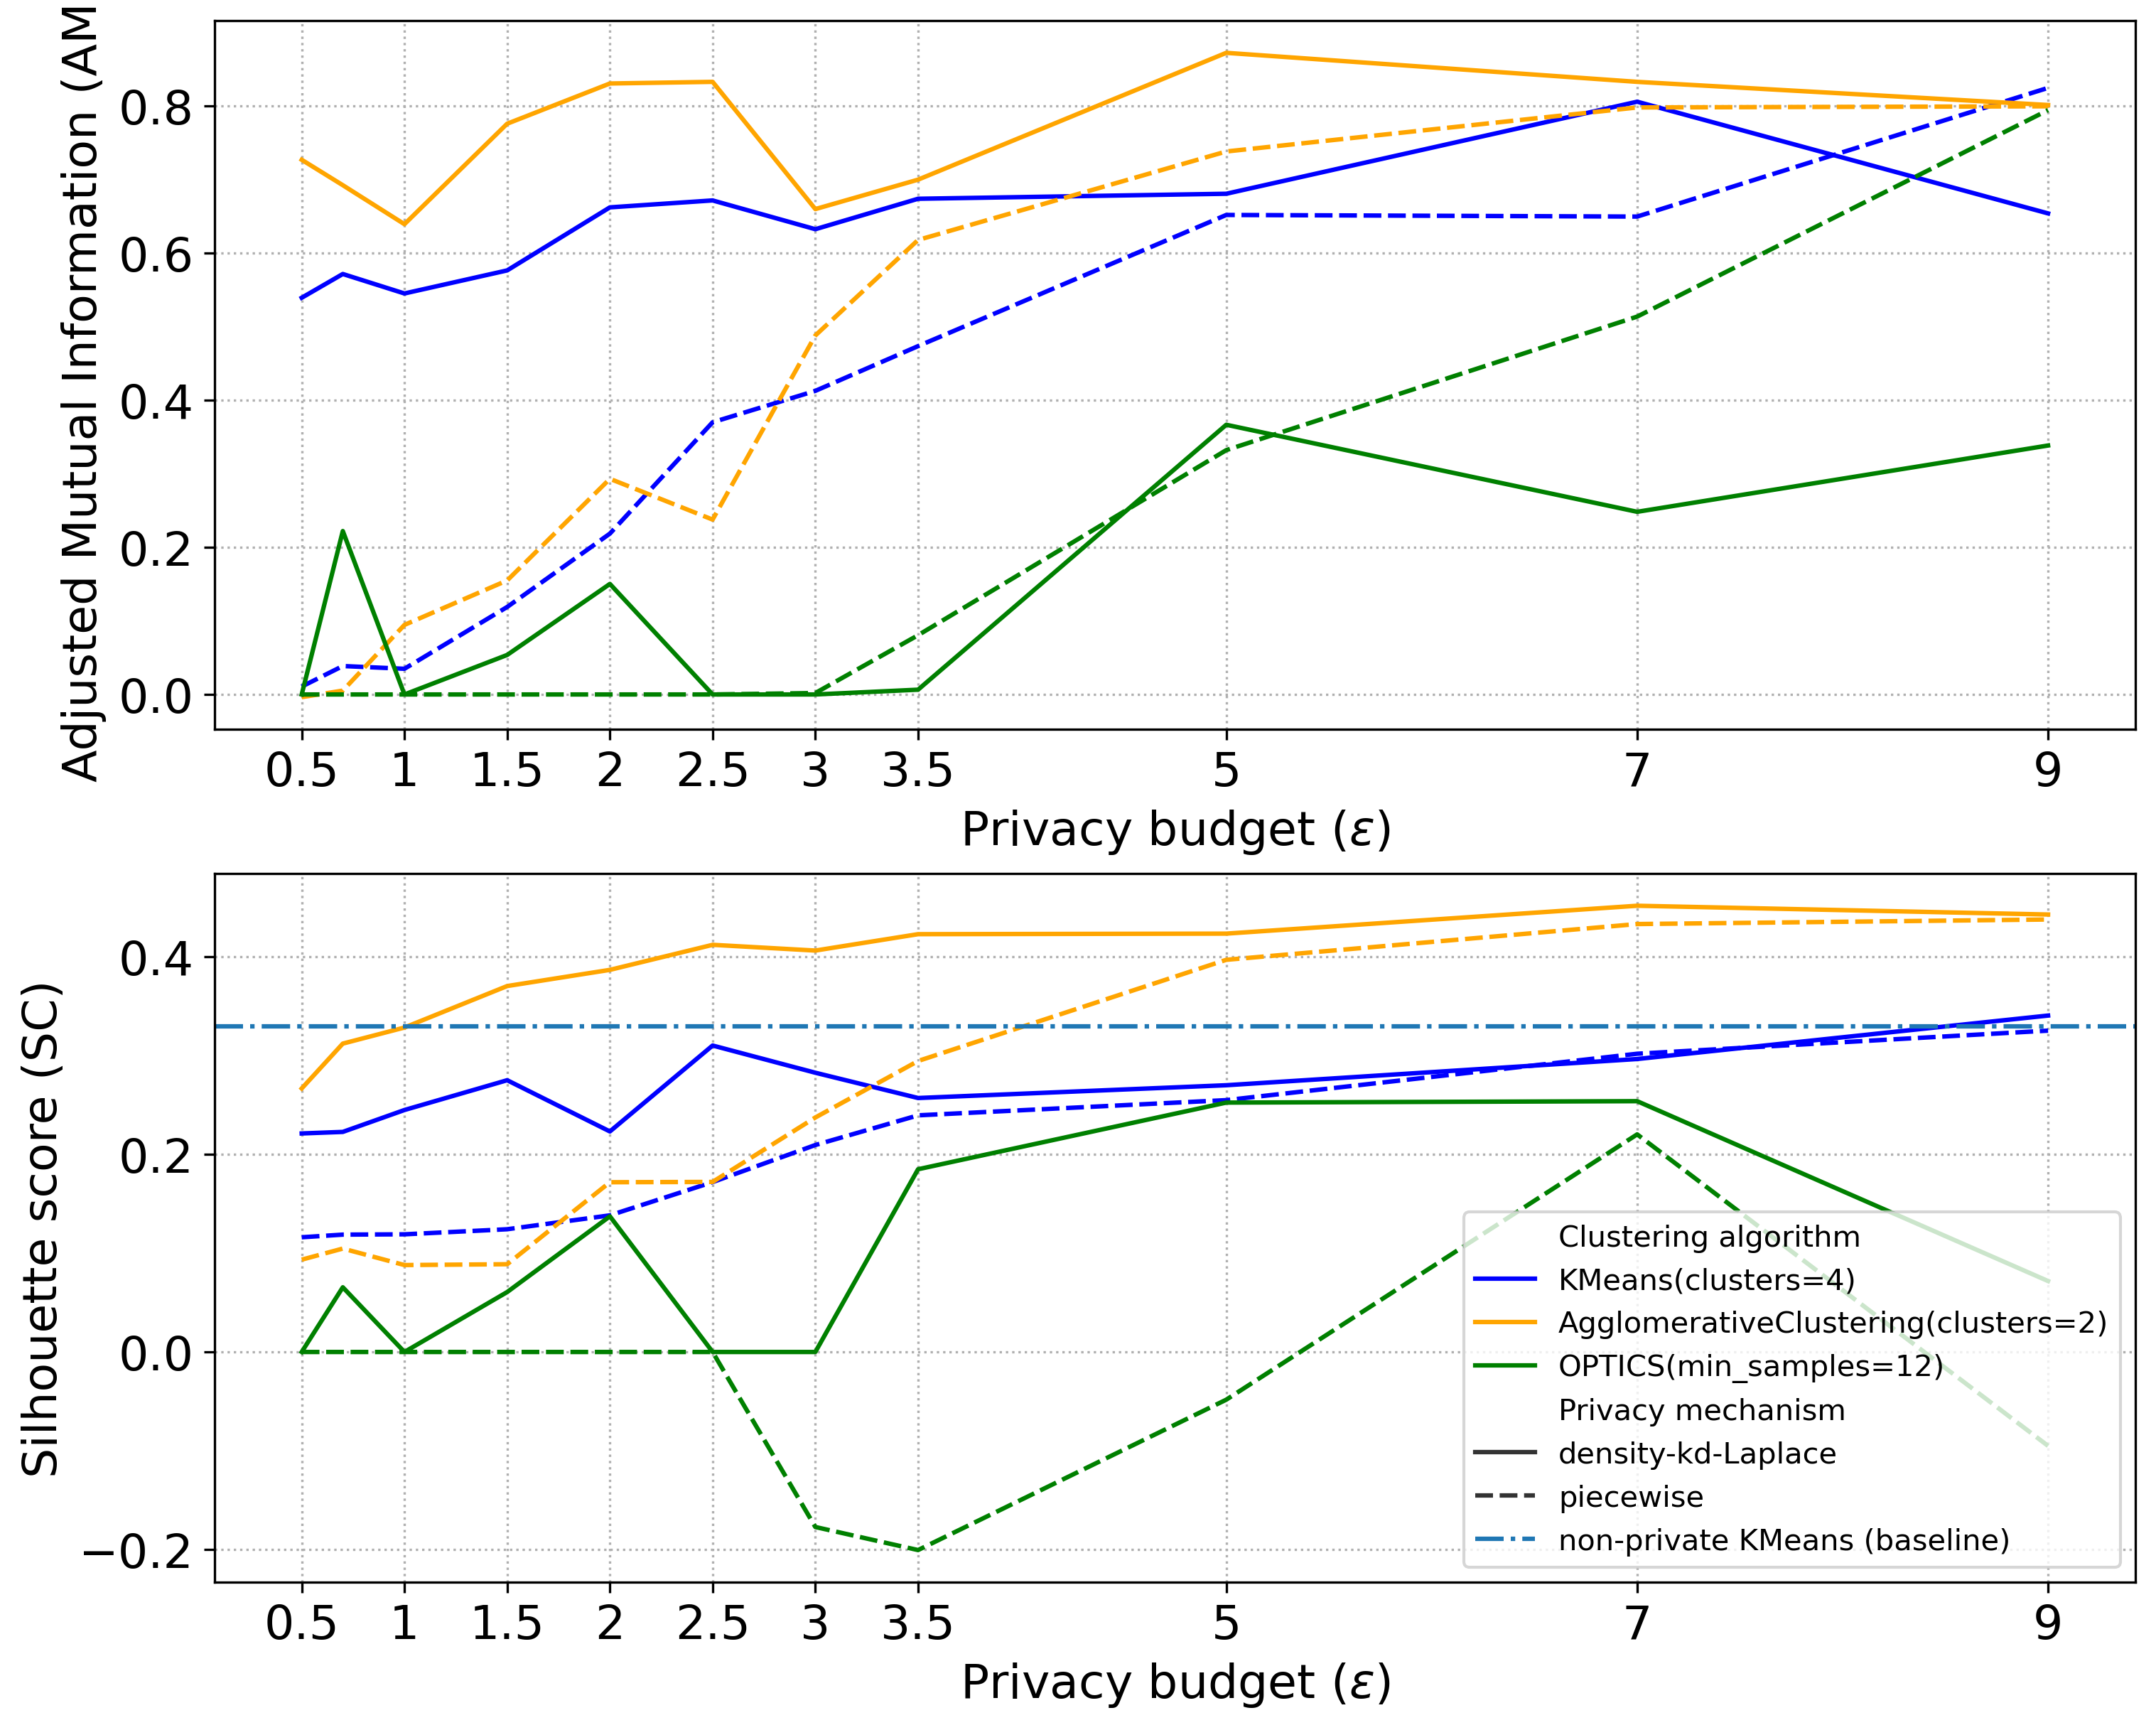 Adjusted Mutual Information (AM
0.8
0.6
0.4
0.2
0.0
0.5 1 1.5 2 2.5 3 3.5 5 7 9
Privacy budget (ε)
Silhouette score (SC)
0.4
0.2
0.0
−0.2
Clustering algorithm
KMeans(clusters=4)
AgglomerativeClustering(clusters=2)
OPTICS(min_samples=12)
Privacy mechanism
density-kd-Laplace
piecewise
non-private KMeans (baseline)
0.5 1 1.5 2 2.5 3 3.5 5 7 9
Privacy budget (ε)